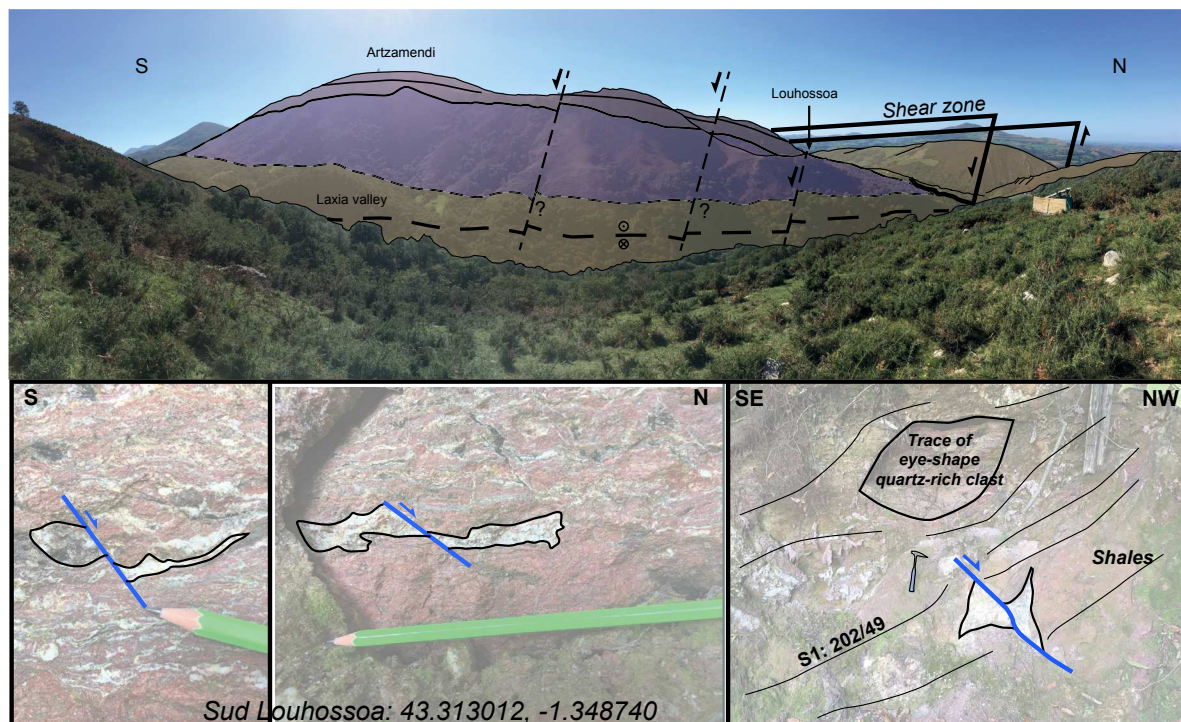 S
Artzamendi
Louhossoa
N
Shear zone
Laxia valley
?
?
S
N
SE
NW
Trace of
eye-shape
quartz-rich clast
Shales
S1: 202/49
Sud Louhossoa: 43.313012, -1.348740